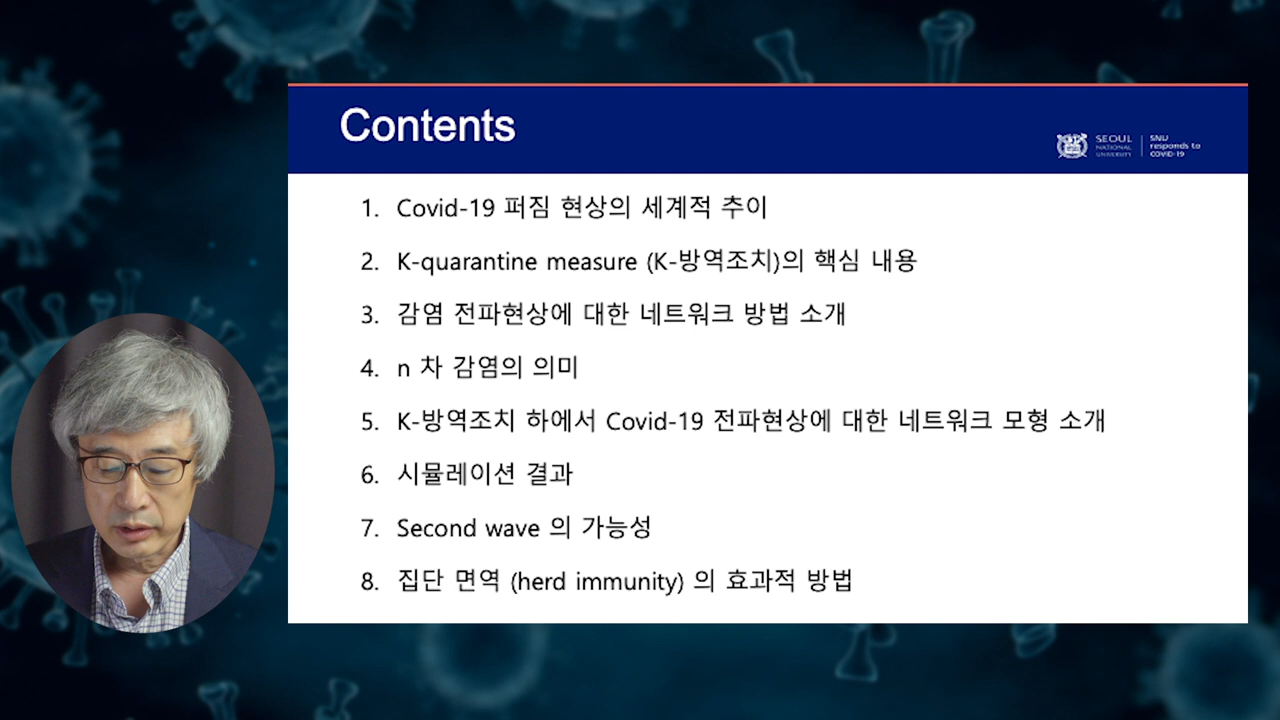 Contents
SEOUL
NATIONAL
UNIVERSITY
SNU
responds to
COVID-19
1. Covid-19 퍼짐 현상의 세계적 추이
2. K-quarantine measure (K-방역조치)의 핵심 내용
3. 감염 전파현상에 대한 네트워크 방법 소개
4. n 차 감염의 의미
5. K-방역조치 하에서 Covid-19 전파현상에 대한 네트워크 모형 소개
6. 시뮬레이션 결과
7. Second wave 의 가능성
8. 집단 면역 (herd immunity) 의 효과적 방법